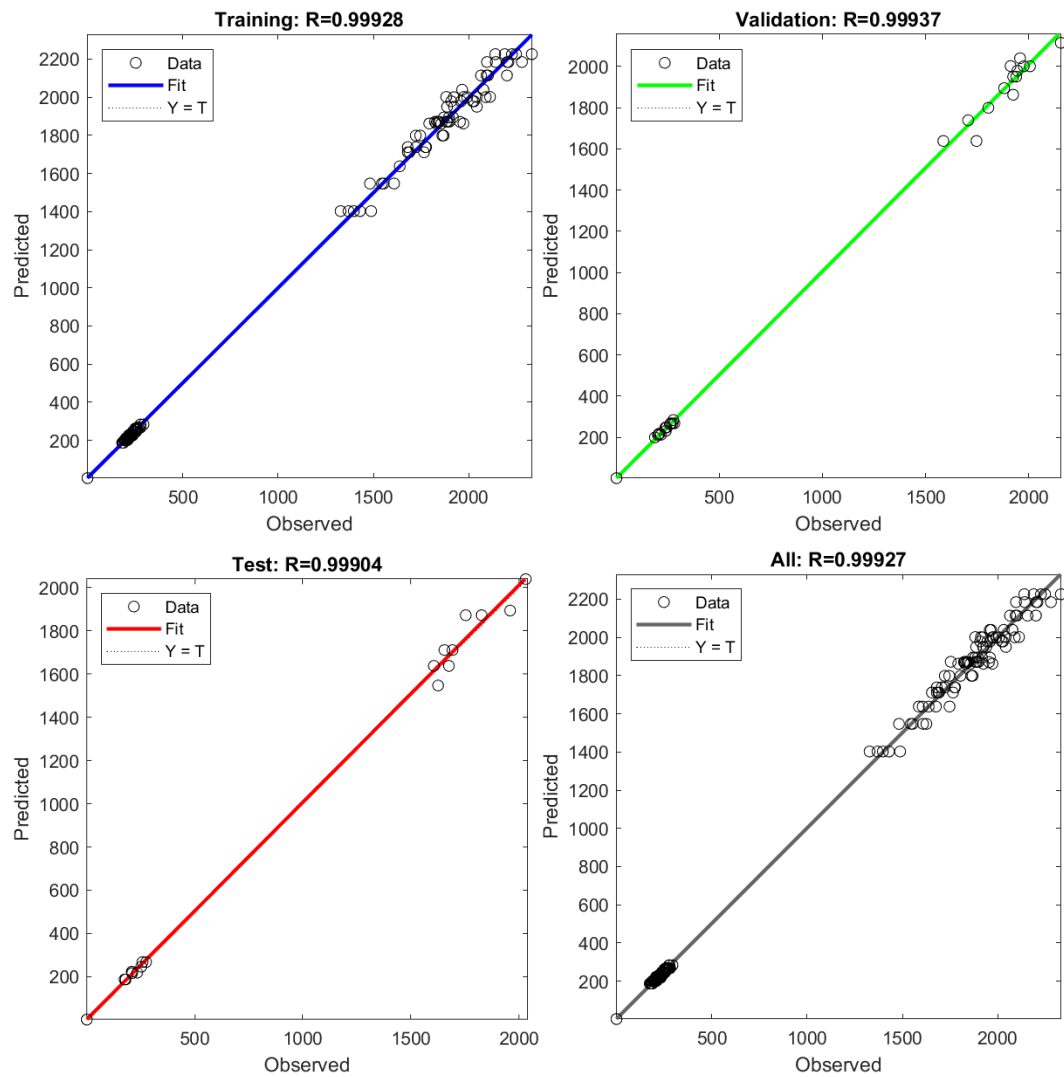 Training: R=0.99928
Data
Fit
Y = T
2200
2000
1800
1600
1400
1200
1000
800
600
400
200
Predicted
500
1000
1500
2000
Observed
Validation: R=0.99937
Data
Fit
Y = T
2000
1800
1600
1400
1200
1000
800
600
400
200
Predicted
500
1000
1500
2000
Observed
Test: R=0.99904
Data
Fit
Y = T
2000
1800
1600
1400
1200
1000
800
600
400
200
Predicted
500
1000
1500
2000
Observed
All: R=0.99927
Data
Fit
Y = T
2200
2000
1800
1600
1400
1200
1000
800
600
400
200
Predicted
500
1000
1500
2000
Observed